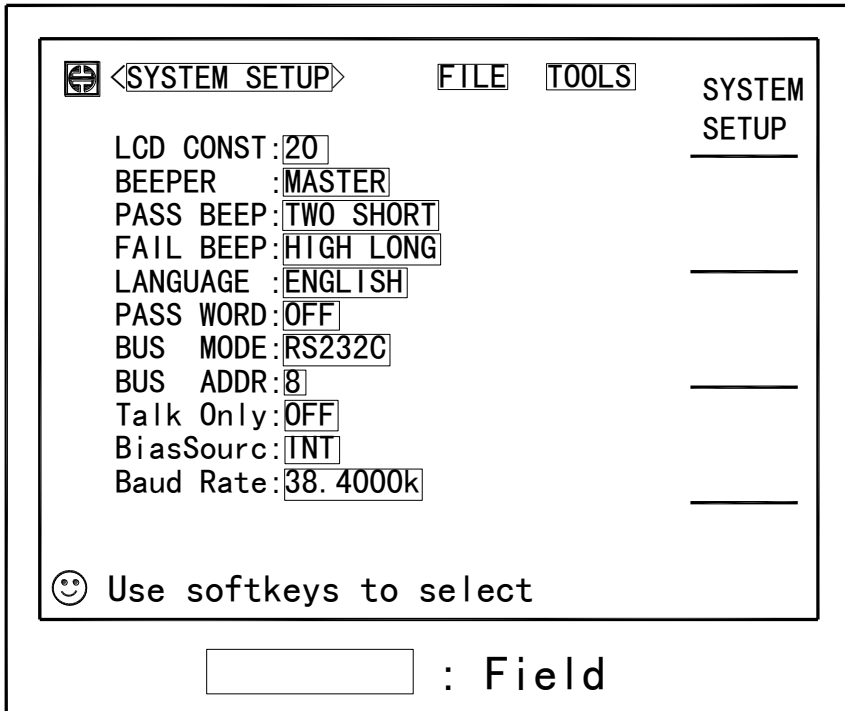 <SYSTEM SETUP> FILE TOOLS
SYSTEM
SETUP
LCD CONST:20
BEEPER :MASTER
PASS BEEP:TWO SHORT
FAIL BEEP:HIGH LONG
LANGUAGE :ENGLISH
PASS WORD:OFF
BUS MODE:RS232C
BUS ADDR:8
Talk Only:OFF
BiasSourc:INT
Baud Rate:38.4000k
Use softkeys to select
: Field